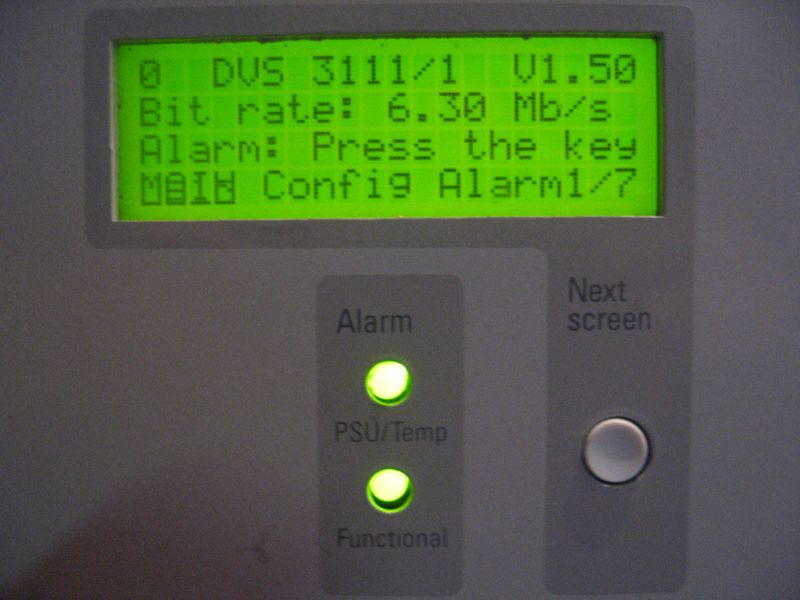 0 DVS 3111/1 V1.50
Bit rate: 6.30 Mb/s
Alarm: Press the key
MAIN Config Alarm1/7
Alarm
PSU/Temp
Functional
Next
screen